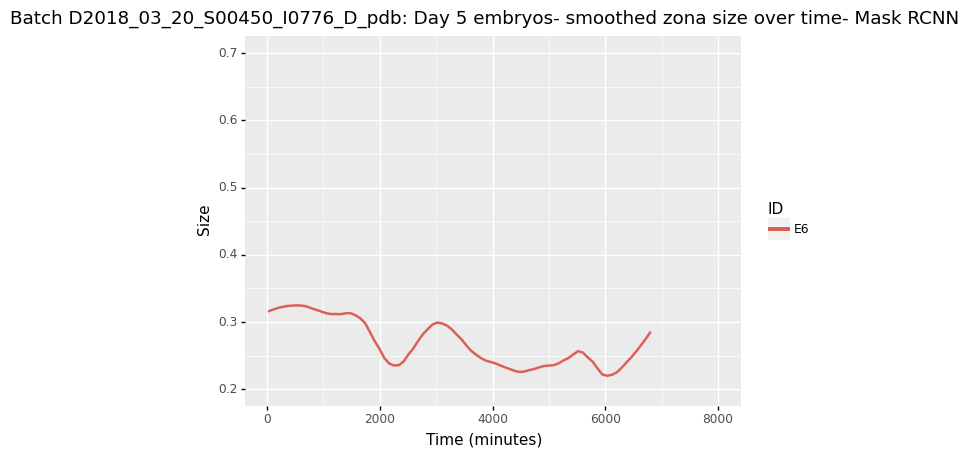 Batch D2018_03_20_S00450_I0776_D_pdb: Day 5 embryos- smoothed zona size over time- Mask RCNN
0.7
0.6
0.5
0.4
0.3
0.2
Size
0 2000 4000 6000 8000
Time (minutes)
ID
E6